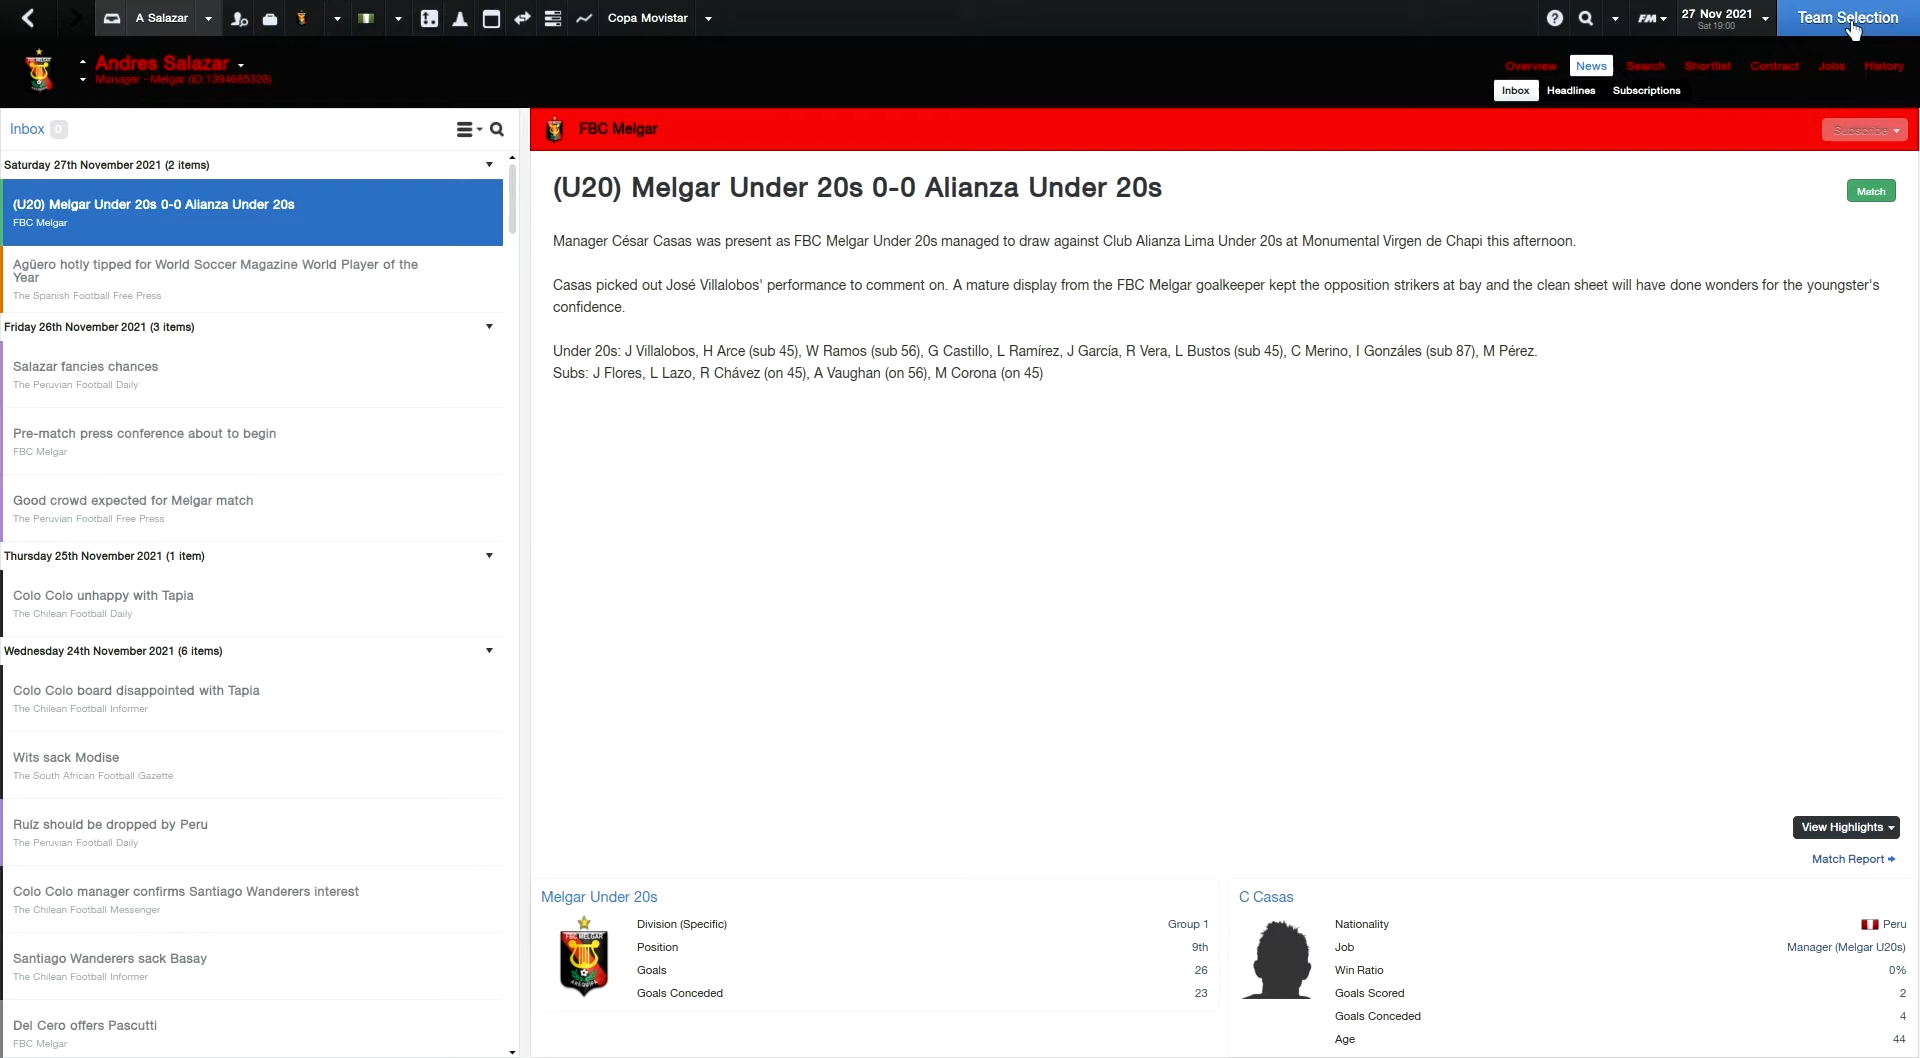 A Salazar
Copa Movistar
FM
27 Nov 2021
Sat 19:00
Team Selection
Andres Salazar
Manager - Melgar (ID:1394685328)
Overview News Search Shortlist Contract Jobs History
Inbox Headlines Subscriptions
Inbox 0
Saturday 27th November 2021 (2 items)
(U20) Melgar Under 20s 0-0 Alianza Under 20s
FBC Melgar
Agüero hotly tipped for World Soccer Magazine World Player of the
Year
The Spanish Football Free Press
Friday 26th November 2021 (3 items)
Salazar fancies chances
The Peruvian Football Daily
Pre-match press conference about to begin
FBC Melgar
Good crowd expected for Melgar match
The Peruvian Football Free Press
Thursday 25th November 2021 (1 item)
Colo Colo unhappy with Tapia
The Chilean Football Daily
Wednesday 24th November 2021 (6 items)
Colo Colo board disappointed with Tapia
The Chilean Football Informer
Wits sack Modise
The South African Football Gazette
Ruíz should be dropped by Peru
The Peruvian Football Daily
Colo Colo manager confirms Santiago Wanderers interest
The Chilean Football Messenger
Santiago Wanderers sack Basay
The Chilean Football Informer
Del Cero offers Pascutti
FBC Melgar
FBC Melgar
Subscribe
(U20) Melgar Under 20s 0-0 Alianza Under 20s
Match
Manager César Casas was present as FBC Melgar Under 20s managed to draw against Club Alianza Lima Under 20s at Monumental Virgen de Chapi this afternoon.
Casas picked out José Villalobos' performance to comment on. A mature display from the FBC Melgar goalkeeper kept the opposition strikers at bay and the clean sheet will have done wonders for the youngster's
confidence.
Under 20s: J Villalobos, H Arce (sub 45), W Ramos (sub 56), G Castillo, L Ramírez, J García, R Vera, L Bustos (sub 45), C Merino, I Gonzáles (sub 87), M Pérez.
Subs: J Flores, L Lazo, R Chávez (on 45), A Vaughan (on 56), M Corona (on 45)
View Highlights
Match Report
Melgar Under 20s
FBC MELGAR
AREQUIPA
Division (Specific) Group 1
Position 9th
Goals 26
Goals Conceded 23
C Casas
Nationality Peru
Job Manager (Melgar U20s)
Win Ratio 0%
Goals Scored 2
Goals Conceded 4
Age 44